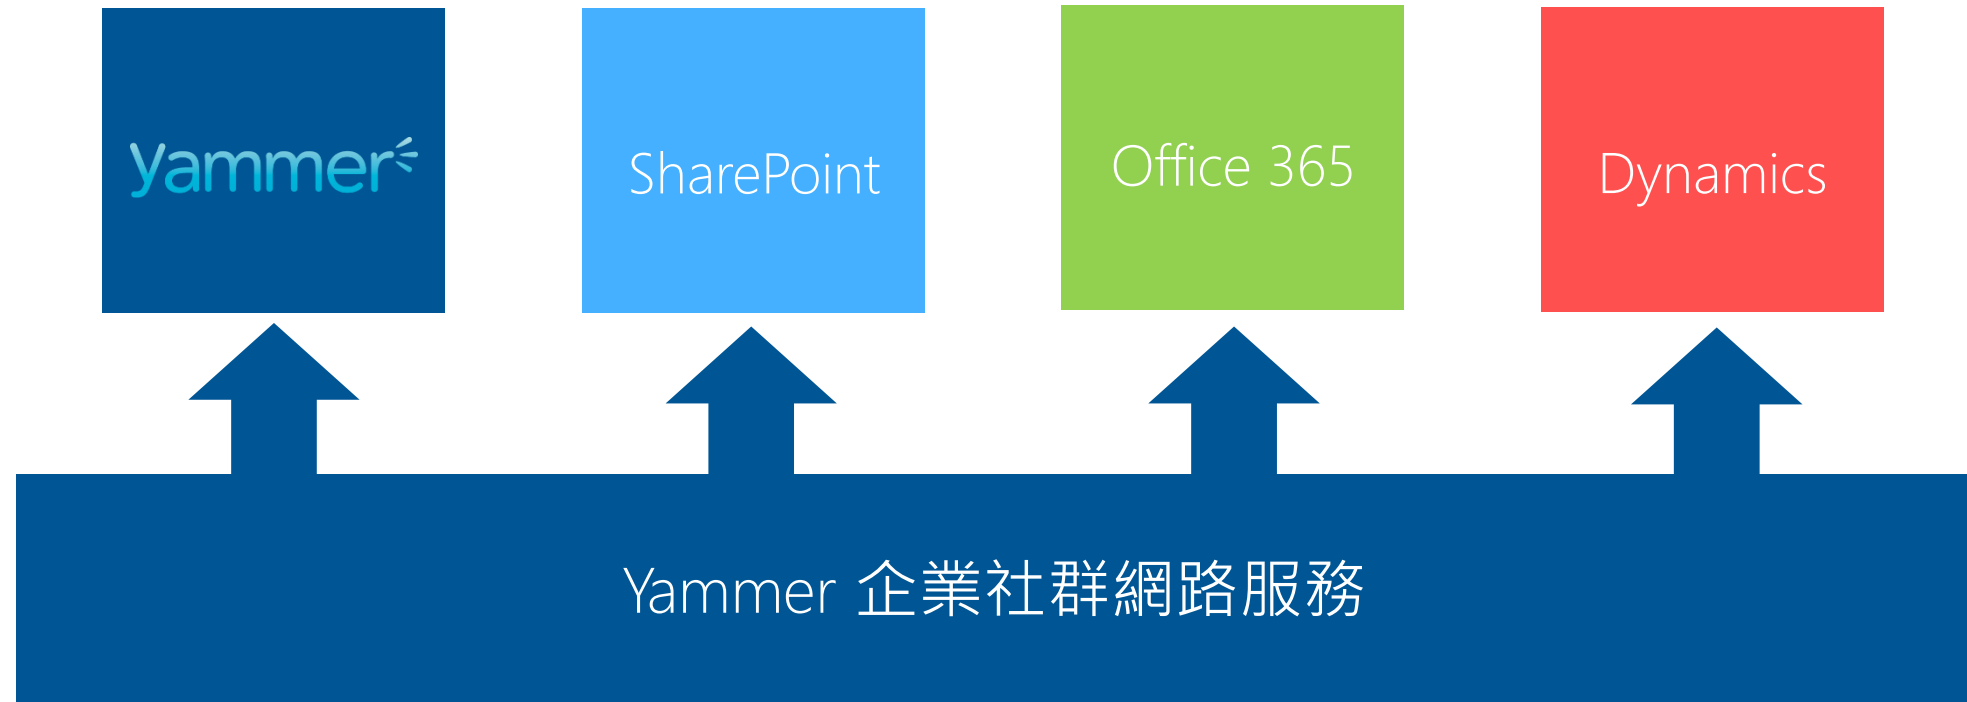 yammer
SharePoint
Office 365
Dynamics
Yammer 企業社群網路服務